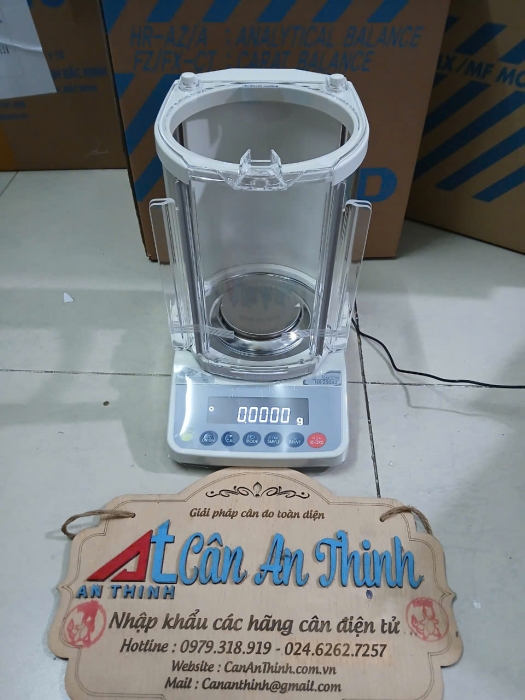 HR-AZ/A : ANALYTICAL BALANCE
FZ/FX-CT : CARAT BALANCE
0.0000 g
Giải pháp cân đo toàn diện
At Cân An Thịnh
AN THỊNH
Nhập khẩu các hãng cân điện tử
Hotline : 0979.318.919 - 024.6262.7257
Website : CanAnThinh.com.vn
Mail : Cananthinh@gmail.com